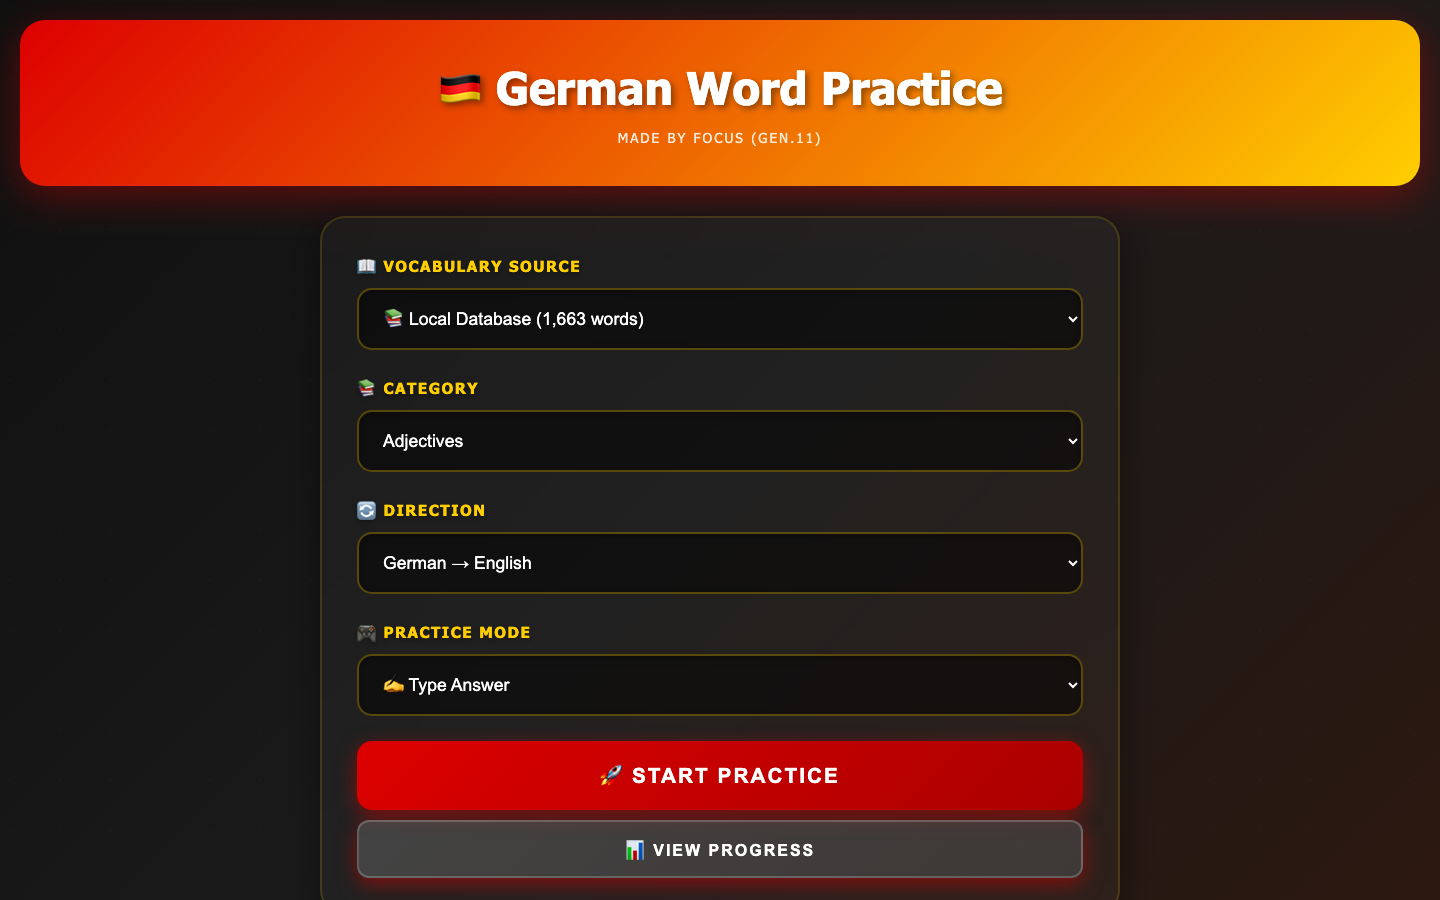 German Word Practice
MADE BY FOCUS (GEN.11)
VOCABULARY SOURCE
Local Database (1,663 words)
CATEGORY
Adjectives
DIRECTION
German → English
PRACTICE MODE
Type Answer
START PRACTICE
VIEW PROGRESS